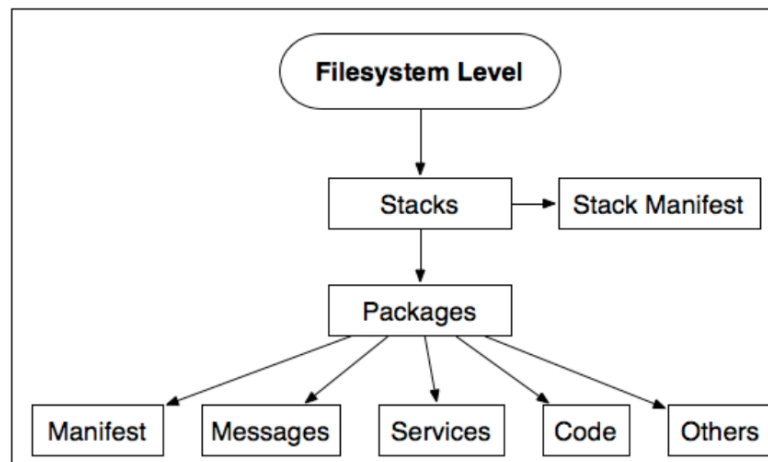 Filesystem Level
Stacks
Stack Manifest
Packages
Manifest
Messages
Services
Code
Others